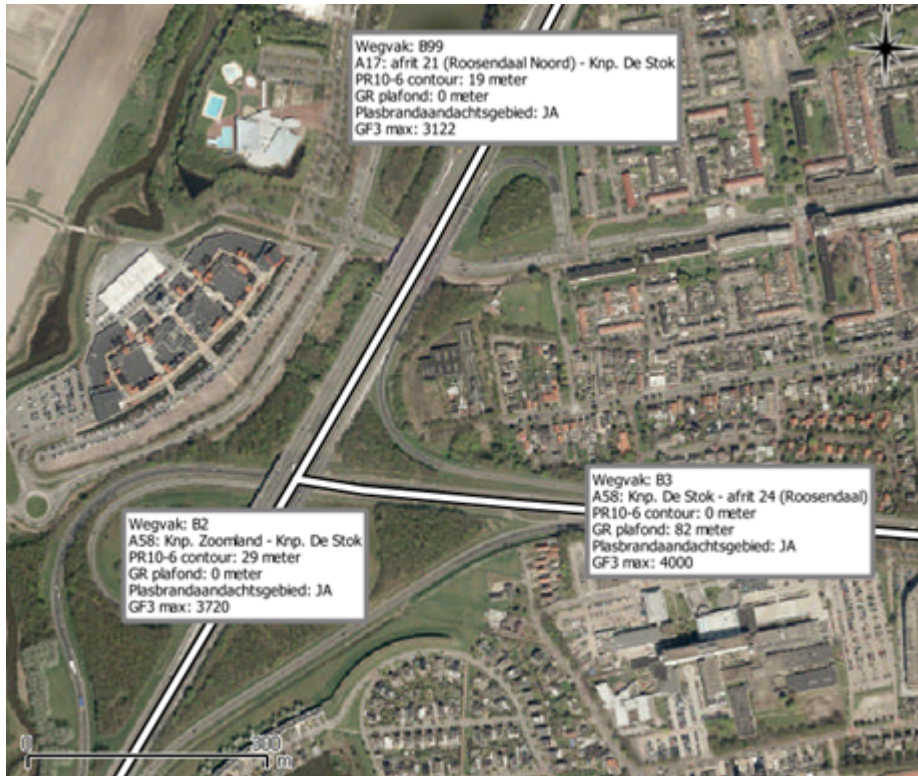 N
Wegvak: B99
A17: afrit 21 (Roosendaal Noord) - Knp. De Stok
PR10-6 contour: 19 meter
GR plafond: 0 meter
Plasbrandaandachtsgebied: JA
GF3 max: 3122
Wegvak: B3
A58: Knp. De Stok - afrit 24 (Roosendaal)
PR10-6 contour: 0 meter
GR plafond: 82 meter
Plasbrandaandachtsgebied: JA
GF3 max: 4000
Wegvak: B2
A58: Knp. Zoomland - Knp. De Stok
PR10-6 contour: 29 meter
GR plafond: 0 meter
Plasbrandaandachtsgebied: JA
GF3 max: 3720
0 300
m